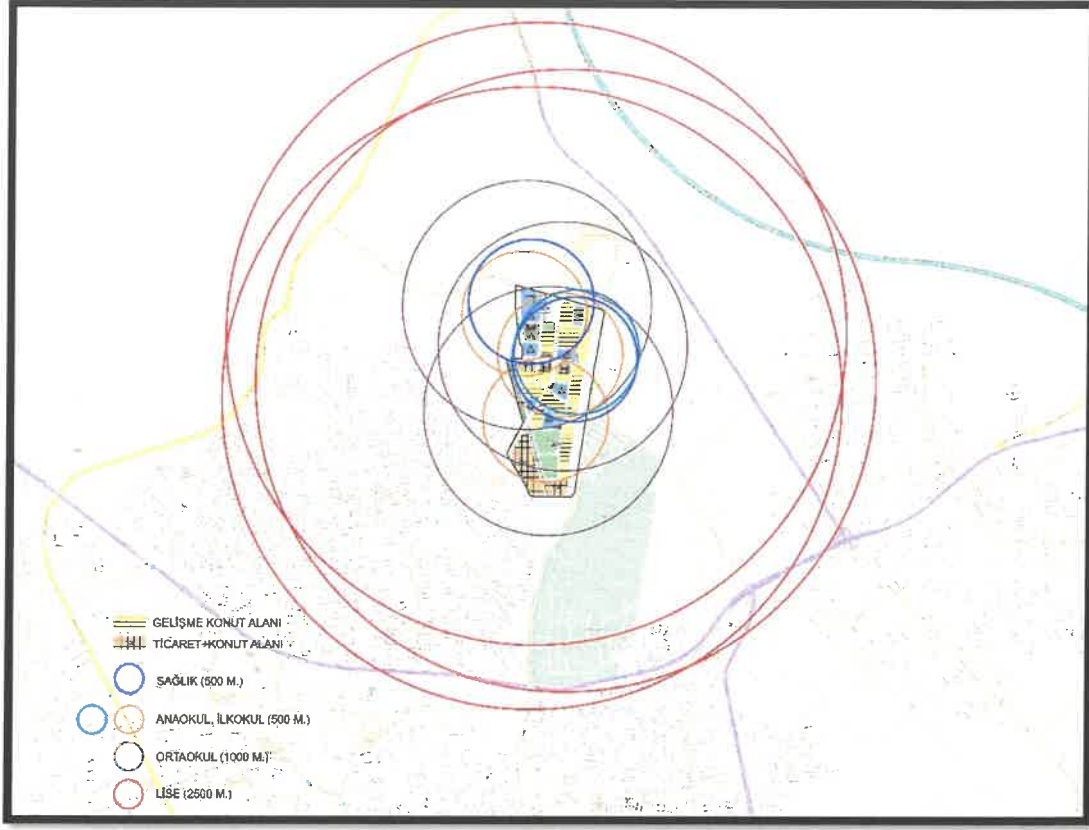 GELİŞME KONUT ALANI
TİCARET+KONUT ALANI
SAĞLIK (500 M.)
ANAOKUL, İLKOKUL (500 M.)
ORTAOKUL (1000 M.)
LİSE (2500 M.)